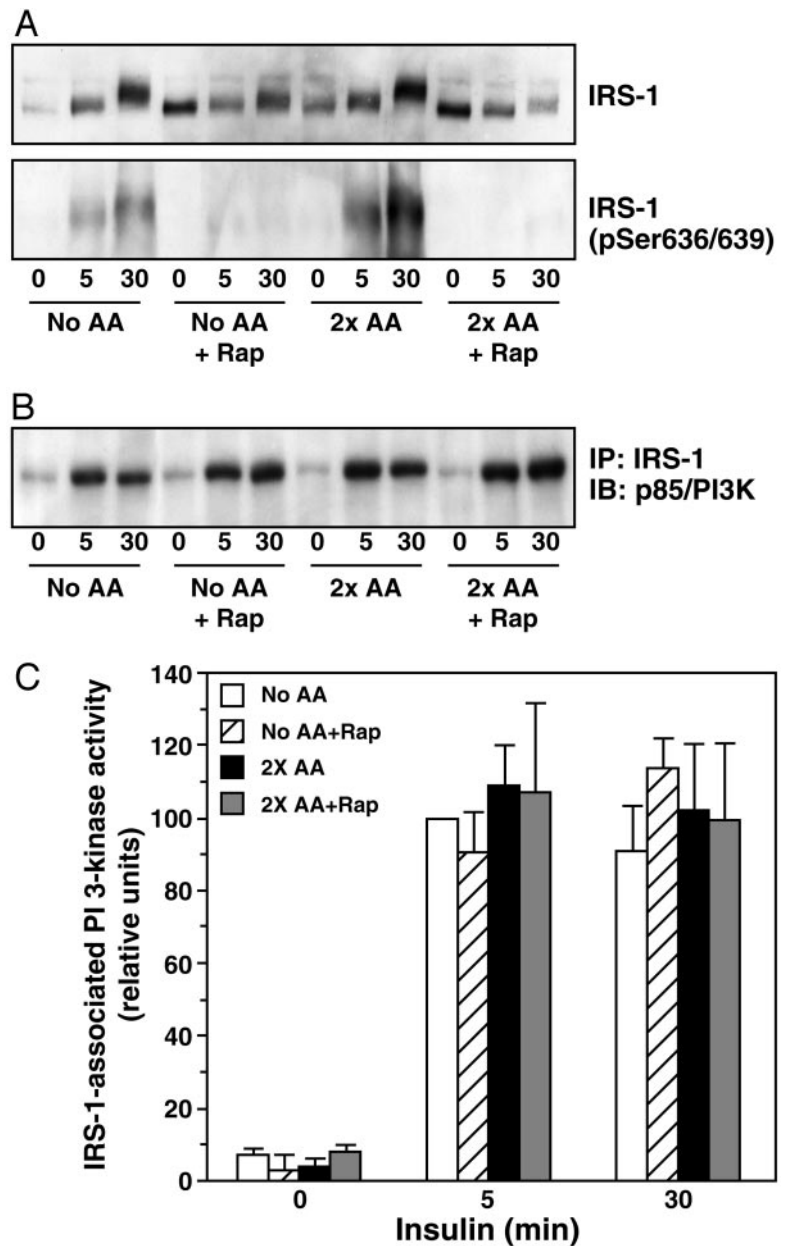 A
IRS-1
IRS-1
(pSer636/639)
0 5 30 0 5 30 0 5 30 0 5 30
No AA No AA 2x AA 2x AA
+ Rap + Rap
B
IP: IRS-1
IB: p85/PI3K
0 5 30 0 5 30 0 5 30 0 5 30
No AA No AA 2x AA 2x AA
+ Rap + Rap
C
IRS-1-associated PI 3-kinase activity
(relative units)
140
120
100
80
60
40
20
0
No AA
No AA+Rap
2X AA
2X AA+Rap
0 5 30
Insulin (min)